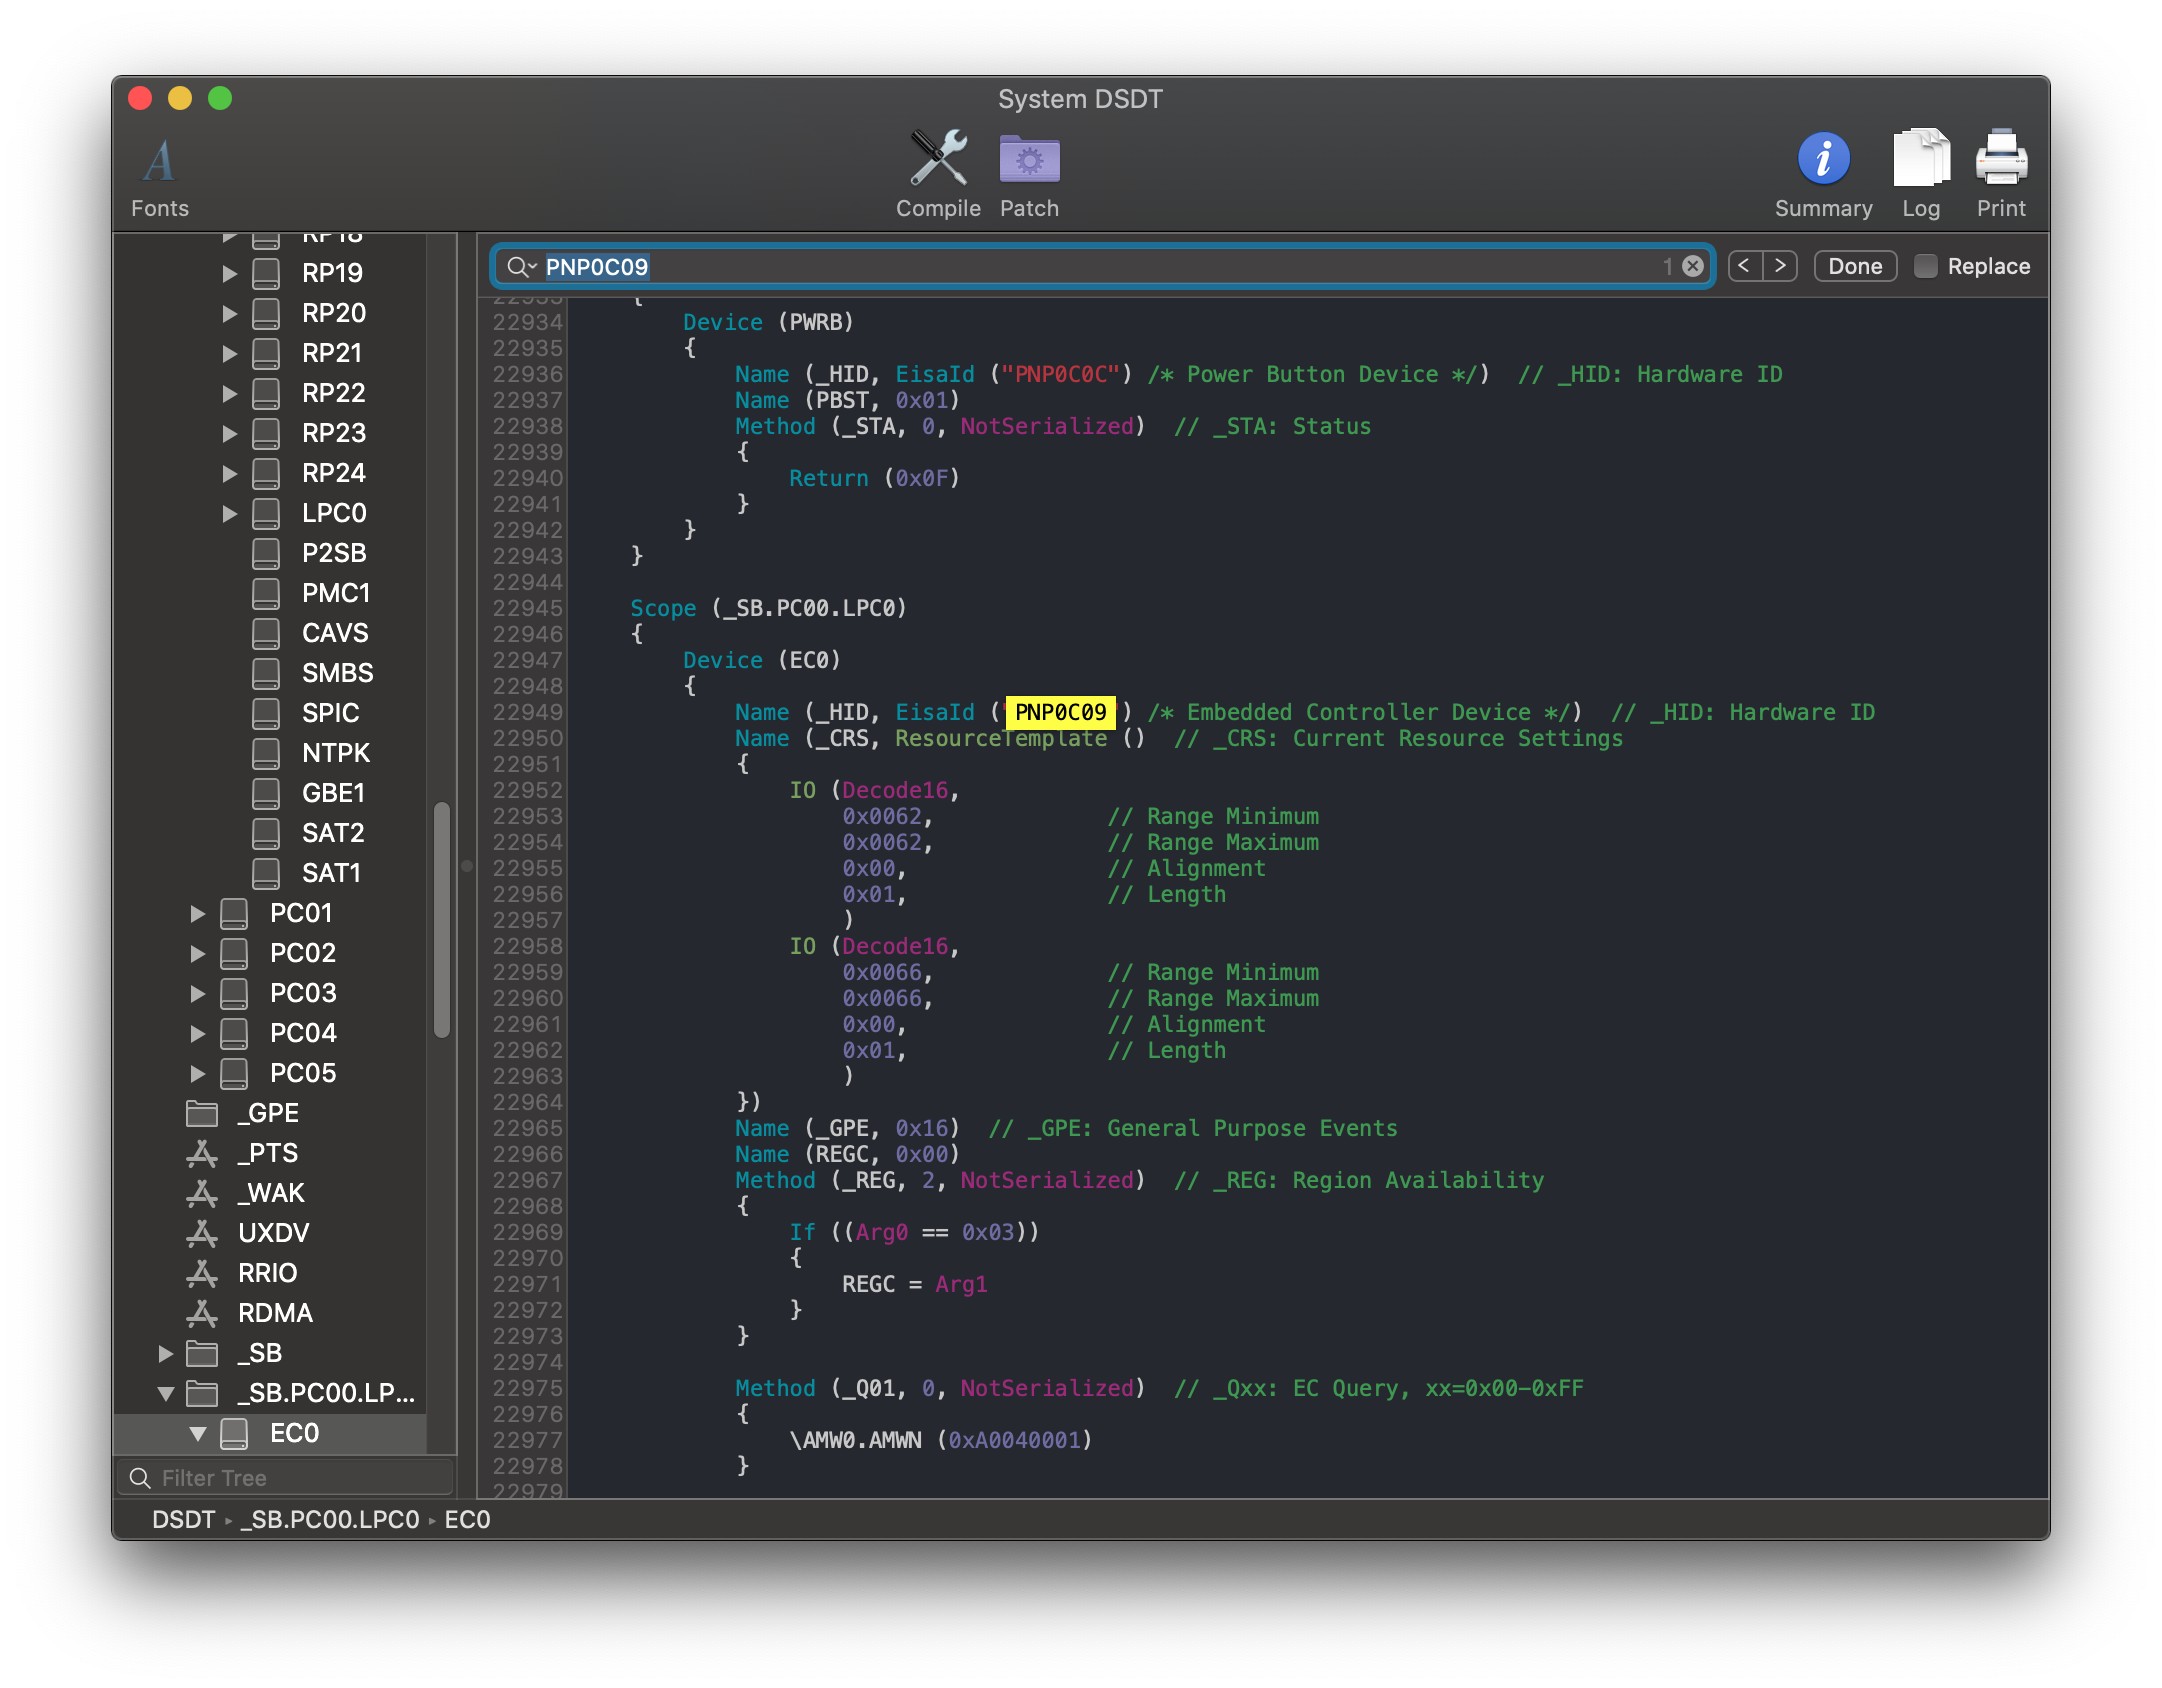 System DSDT
Fonts
Compile
Patch
Summary
Log
Print
RP18
RP19
RP20
RP21
RP22
RP23
RP24
LPC0
P2SB
PMC1
CAVS
SMBS
SPIC
NTPK
GBE1
SAT2
SAT1
PC01
PC02
PC03
PC04
PC05
_GPE
_PTS
_WAK
UXDV
RRIO
RDMA
_SB
_SB.PC00.LP...
EC0
Filter Tree
PNP0C09 1 < > Done Replace
22933 {
22934 Device (PWRB)
22935 {
22936 Name (_HID, EisaId ("PNP0C0C") /* Power Button Device */) // _HID: Hardware ID
22937 Name (PBST, 0x01)
22938 Method (_STA, 0, NotSerialized) // _STA: Status
22939 {
22940 Return (0x0F)
22941 }
22942 }
22943 }
22944
22945 Scope (_SB.PC00.LPC0)
22946 {
22947 Device (EC0)
22948 {
22949 Name (_HID, EisaId ("PNP0C09") /* Embedded Controller Device */) // _HID: Hardware ID
22950 Name (_CRS, ResourceTemplate () // _CRS: Current Resource Settings
22951 {
22952 IO (Decode16,
22953 0x0062, // Range Minimum
22954 0x0062, // Range Maximum
22955 0x00, // Alignment
22956 0x01, // Length
22957 )
22958 IO (Decode16,
22959 0x0066, // Range Minimum
22960 0x0066, // Range Maximum
22961 0x00, // Alignment
22962 0x01, // Length
22963 )
22964 })
22965 Name (_GPE, 0x16) // _GPE: General Purpose Events
22966 Name (REGC, 0x00)
22967 Method (_REG, 2, NotSerialized) // _REG: Region Availability
22968 {
22969 If ((Arg0 == 0x03))
22970 {
22971 REGC = Arg1
22972 }
22973 }
22974
22975 Method (_Q01, 0, NotSerialized) // _Qxx: EC Query, xx=0x00-0xFF
22976 {
22977 \AMW0.AMWN (0xA0040001)
22978 }
22979
DSDT ▸ _SB.PC00.LPC0 ▸ EC0